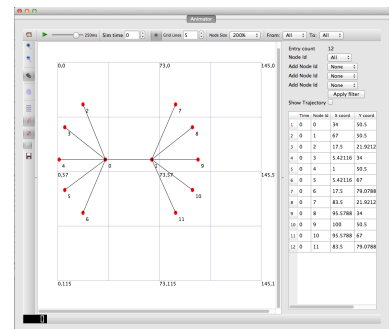 Animator
250ms Sim time 0 Grid Lines 5 Node Size 200% From: All To: All
0,0 73,0 145,0
2 7
3 8
4 0 1 9
0,57 73,57 145,5
5 10
6 11
0,115 73,115 145,1
Entry count 12
Node Id All
Add Node Id None
Add Node Id None
Add Node Id None
Apply filter
Show Trajectory
Time Node Id X coord Y coord
1 0 0 34 50.5
2 0 1 67 50.5
3 0 2 17.5 21.9212
4 0 3 5.42116 34
5 0 4 1 50.5
6 0 5 5.42116 67
7 0 6 17.5 79.0788
8 0 7 83.5 21.9212
9 0 8 95.5788 34
10 0 9 100 50.5
11 0 10 95.5788 67
12 0 11 83.5 79.0788